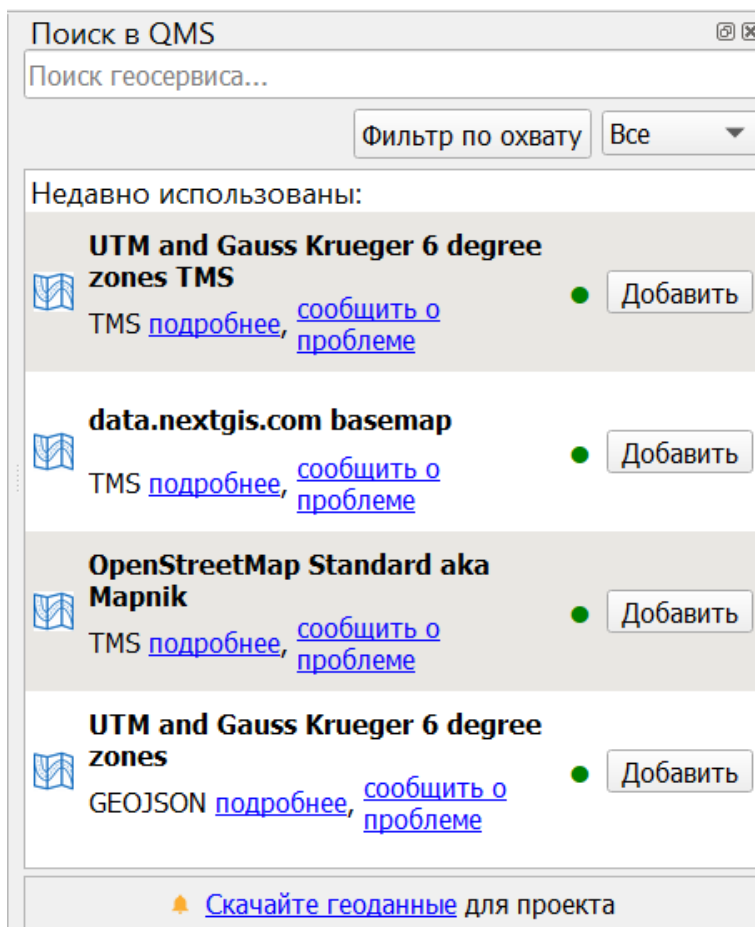 Поиск в QMS
Поиск геосервиса...
Фильтр по охвату
Все
Недавно использованы:
UTM and Gauss Krueger 6 degree
zones TMS
TMS подробнее, сообщить о
проблеме
Добавить
data.nextgis.com basemap
TMS подробнее, сообщить о
проблеме
Добавить
OpenStreetMap Standard aka
Mapnik
TMS подробнее, сообщить о
проблеме
Добавить
UTM and Gauss Krueger 6 degree
zones
GEOJSON подробнее, сообщить о
проблеме
Добавить
Скачайте геоданные для проекта